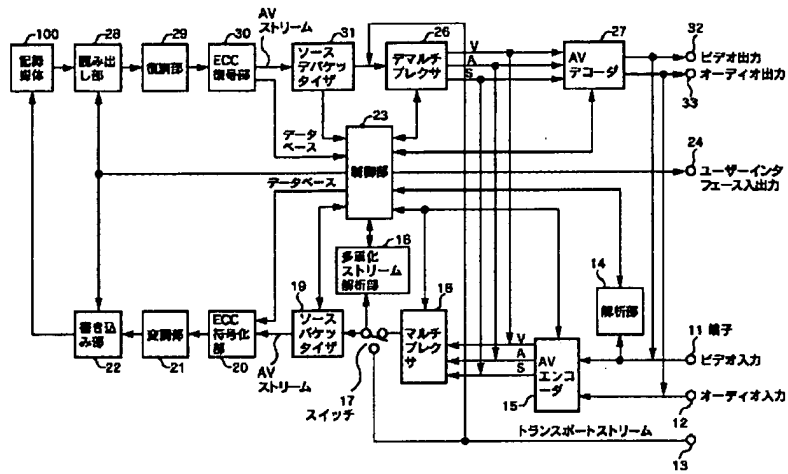 100
記録
媒体
28
読み出
し部
29
復調部
30
ECC
復号部
AV
ストリーム
31
ソース
デパケッ
タイザ
26
デマルチ
プレクサ
V
A
S
27
AV
デコーダ
32
ビデオ出力
オーディオ出力
33
データ
ベース
23
制御部
24
ユーザーインタ
フェース入出力
データベース
18
多重化
ストリーム
解析部
14
解析部
19
ソース
パケッ
タイザ
16
マルチ
プレク
サ
V
A
S
AV
エン
コーダ
15
11 端子
ビデオ入力
オーディオ入力
12
書き込
み部
22
変調部
21
ECC
符号化
部
20
AV
ストリーム
17
スイッチ
トランスポートストリーム
13